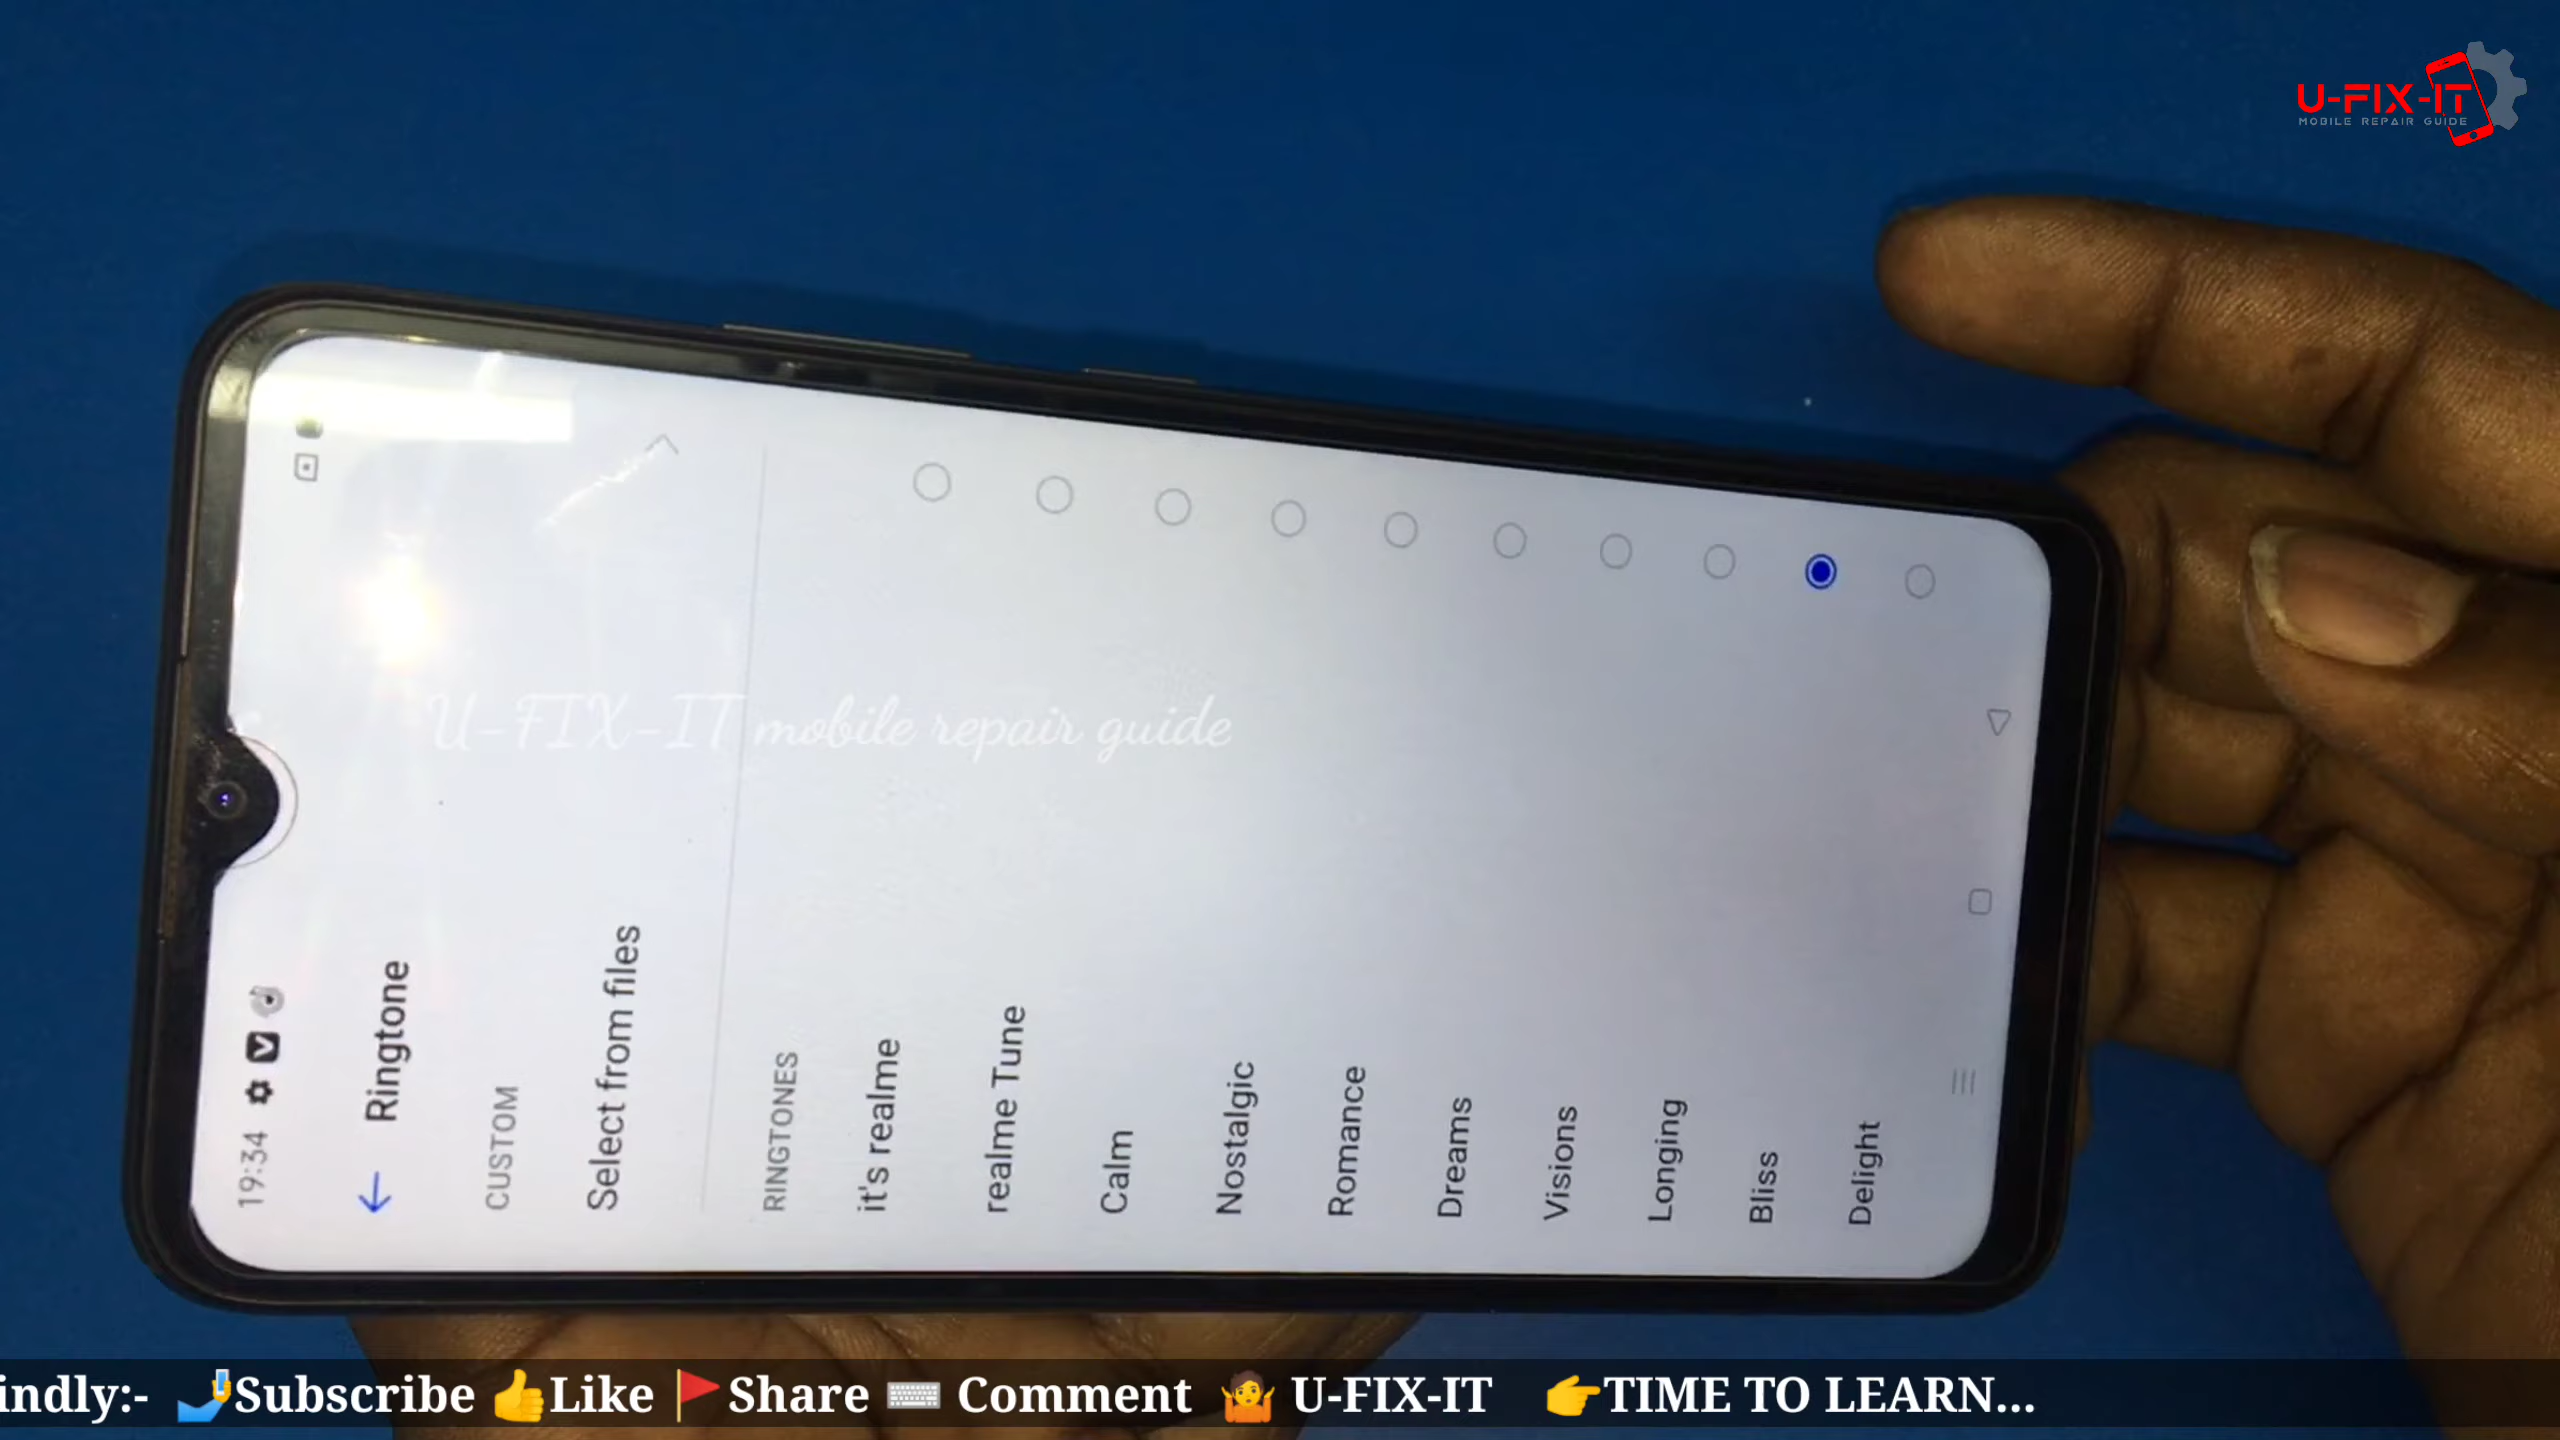 U-FIX-IT
MOBILE REPAIR GUIDE
19:34
Ringtone
CUSTOM
Select from files
RINGTONES
it's realme
realme Tune
Calm
Nostalgic
Romance
Dreams
Visions
Longing
Bliss
Delight
U-FIX-IT mobile repair guide
indly:- Subscribe Like Share Comment U-FIX-IT TIME TO LEARN...